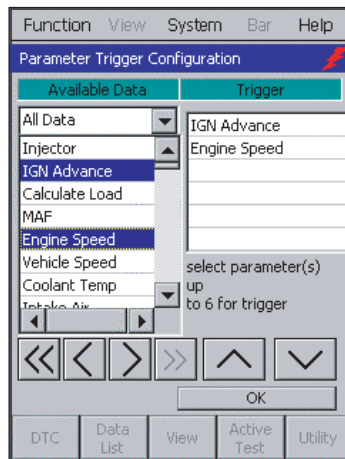 Function View System Bar Help
Parameter Trigger Configuration
Available Data Trigger
All Data
Injector
IGN Advance
Calculate Load
MAF
Engine Speed
Vehicle Speed
Coolant Temp
Intake Air
IGN Advance
Engine Speed
select parameter(s)
up
to 6 for trigger
OK
DTC
Data
List
View
Active
Test
Utility